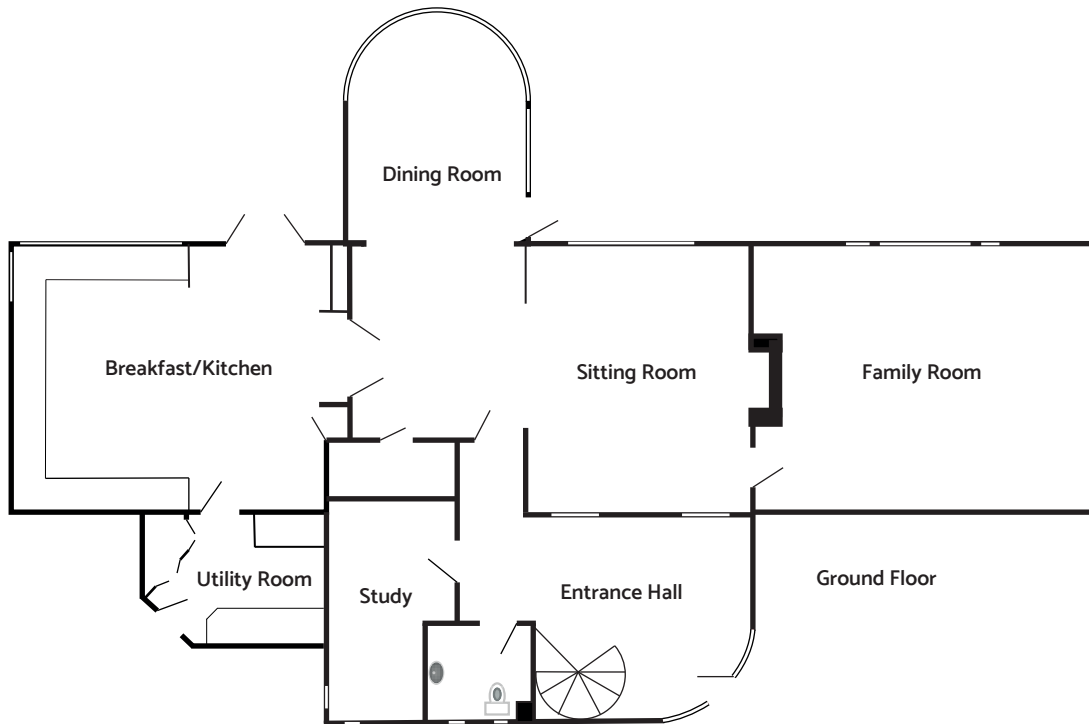 Dining Room
Breakfast/Kitchen
Sitting Room
Family Room
Utility Room
Study
Entrance Hall
Ground Floor